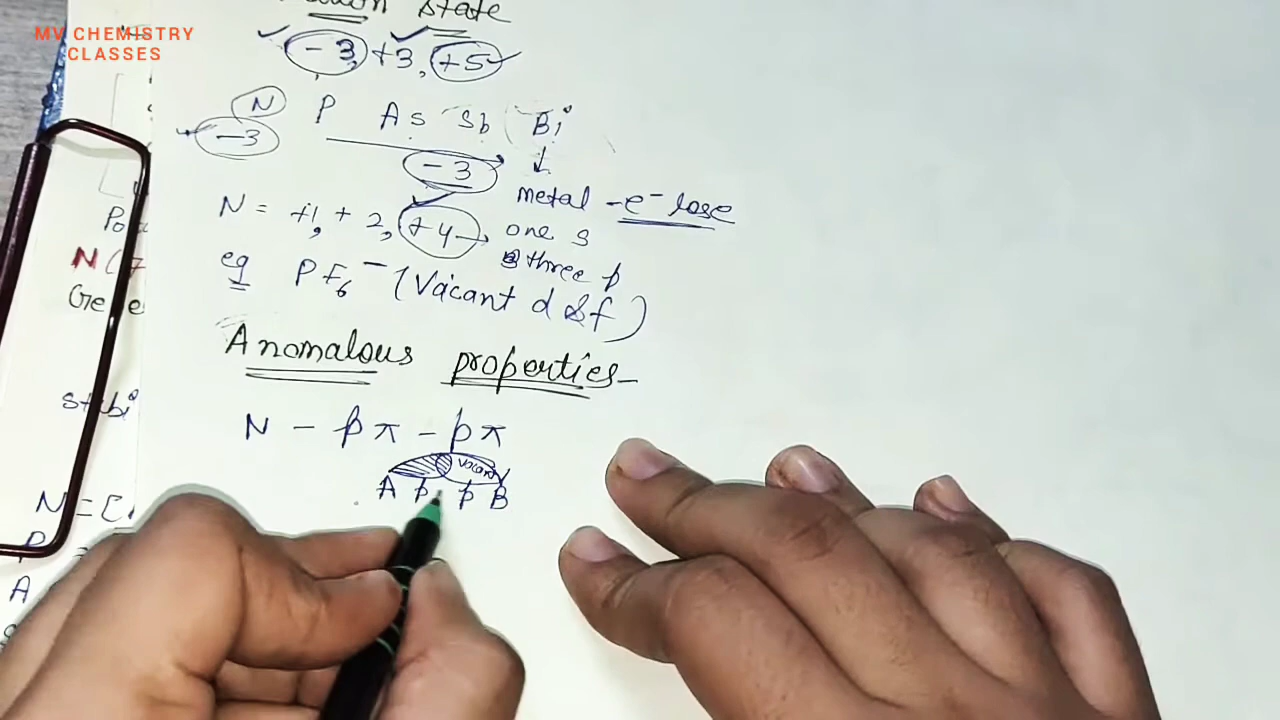 MV CHEMISTRY
CLASSES
State
-3, +3, +5
N P As Sb Bi
-3
-3
metal - e⁻ lose
N = +1, + 2, +4 → one s
three p
eg PF₆⁻ (Vacant d & f)
Anomalous properties-
N - pπ - pπ
vacant
A p p B
N
Ge
N = [
P =
A